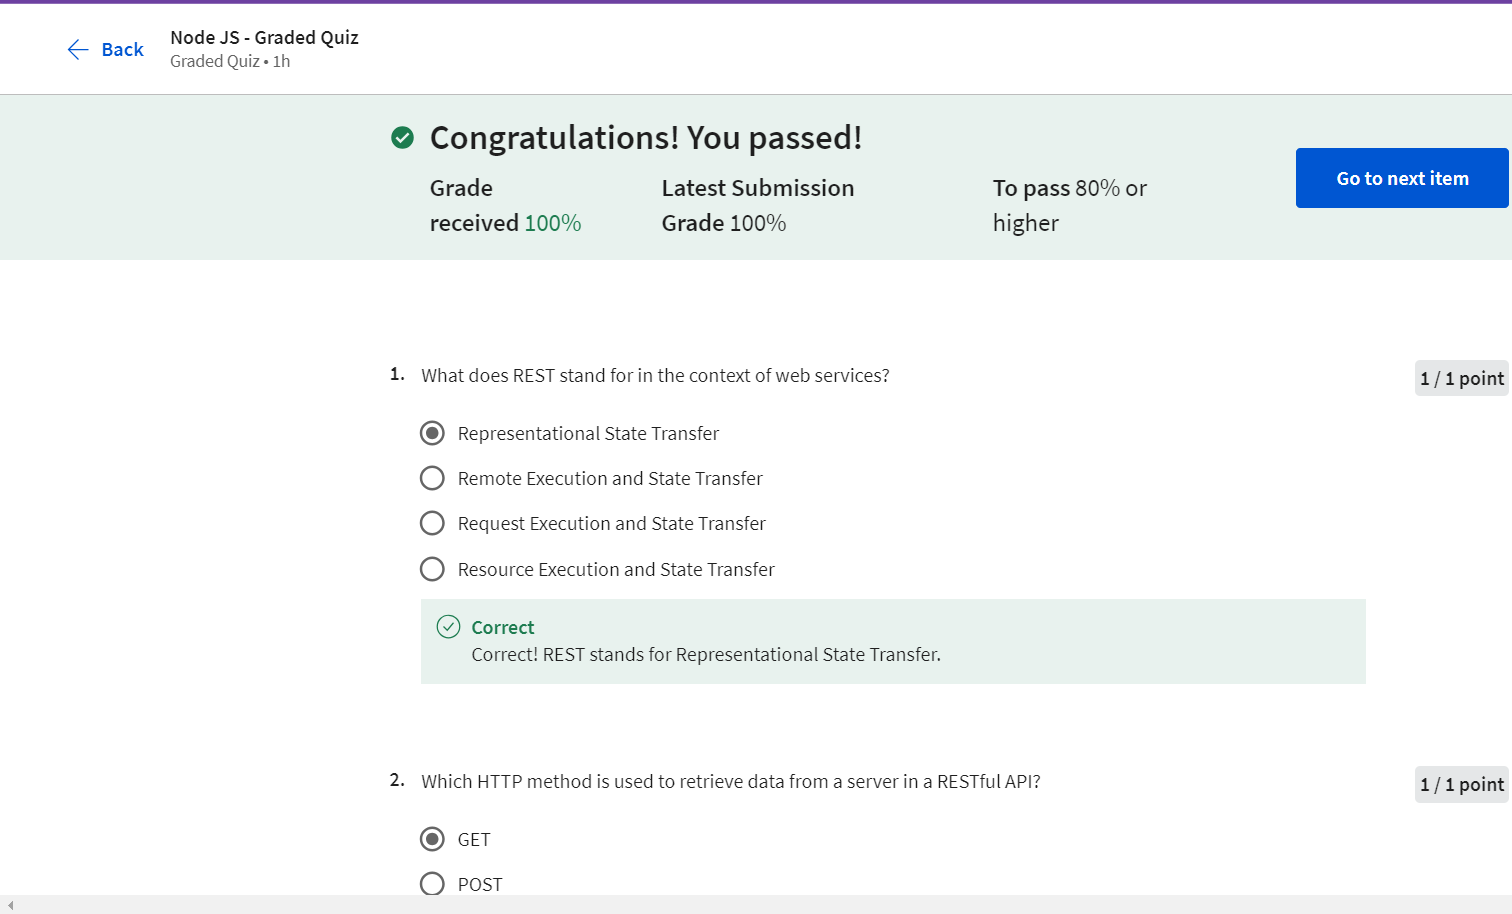 Back
Node JS - Graded Quiz
Graded Quiz • 1h
Congratulations! You passed!
Grade
received 100%
Latest Submission
Grade 100%
To pass 80% or
higher
Go to next item
1. What does REST stand for in the context of web services?
1 / 1 point
Representational State Transfer
Remote Execution and State Transfer
Request Execution and State Transfer
Resource Execution and State Transfer
Correct
Correct! REST stands for Representational State Transfer.
2. Which HTTP method is used to retrieve data from a server in a RESTful API?
1 / 1 point
GET
POST